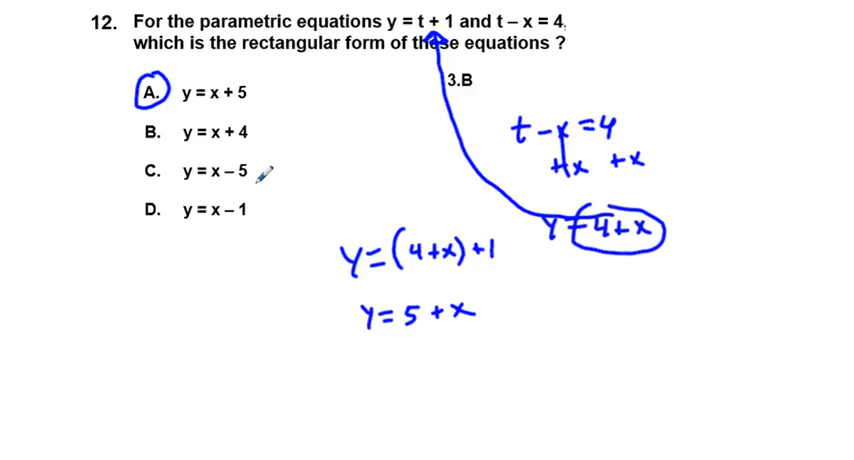 12. For the parametric equations y = t + 1 and t – x = 4,
which is the rectangular form of these equations ?
3.B
A. y = x + 5
B. y = x + 4
C. y = x – 5
D. y = x – 1
t – x = 4
+x +x
y = 4 + x
y = (4 + x) + 1
y = 5 + x